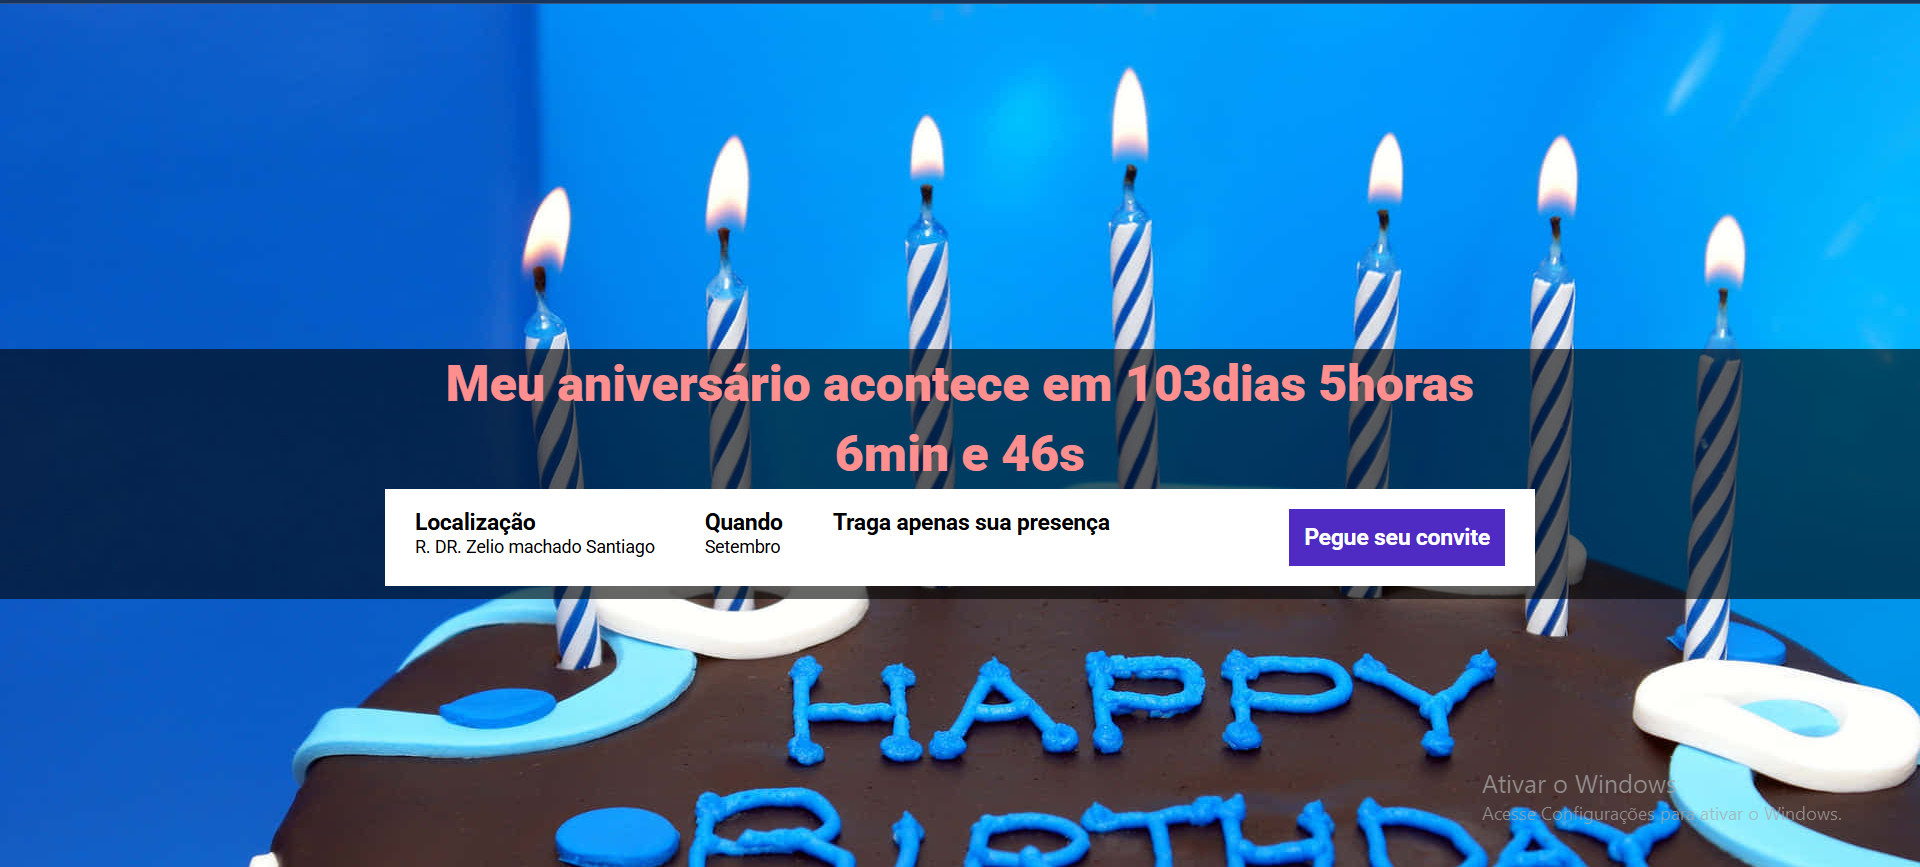 Meu aniversário acontece em 103dias 5horas
6min e 46s
Localização
R. DR. Zelio machado Santiago
Quando
Setembro
Traga apenas sua presença
Pegue seu convite
HAPPY
BIRTHDAY
Ativar o Windows
Acesse Configurações para ativar o Windows.